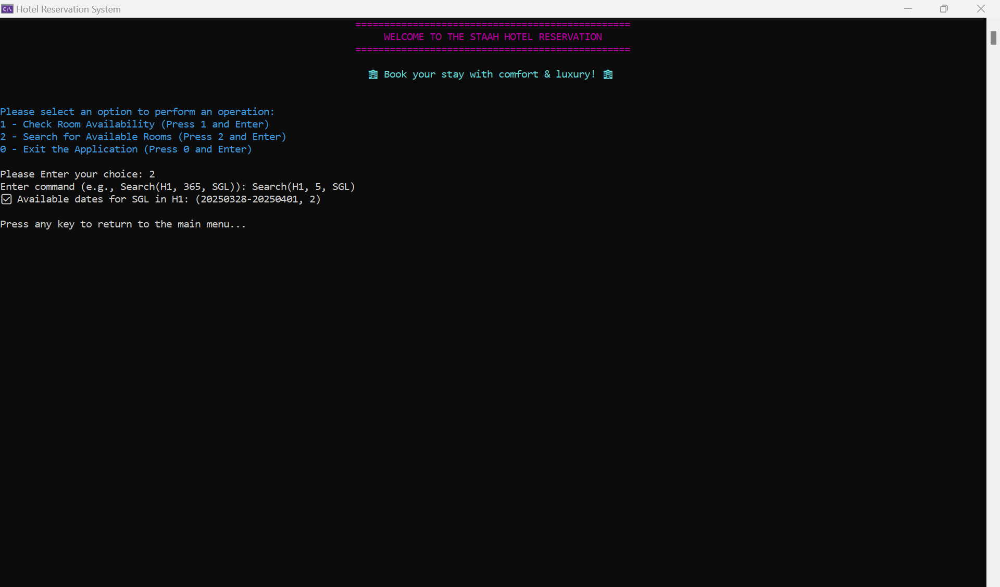 Hotel Reservation System
================================================
WELCOME TO THE STAAH HOTEL RESERVATION
================================================
🏨 Book your stay with comfort & luxury! 🏨
Please select an option to perform an operation:
1 - Check Room Availability (Press 1 and Enter)
2 - Search for Available Rooms (Press 2 and Enter)
0 - Exit the Application (Press 0 and Enter)
Please Enter your choice: 2
Enter command (e.g., Search(H1, 365, SGL)): Search(H1, 5, SGL)
☑ Available dates for SGL in H1: (20250328-20250401, 2)
Press any key to return to the main menu...